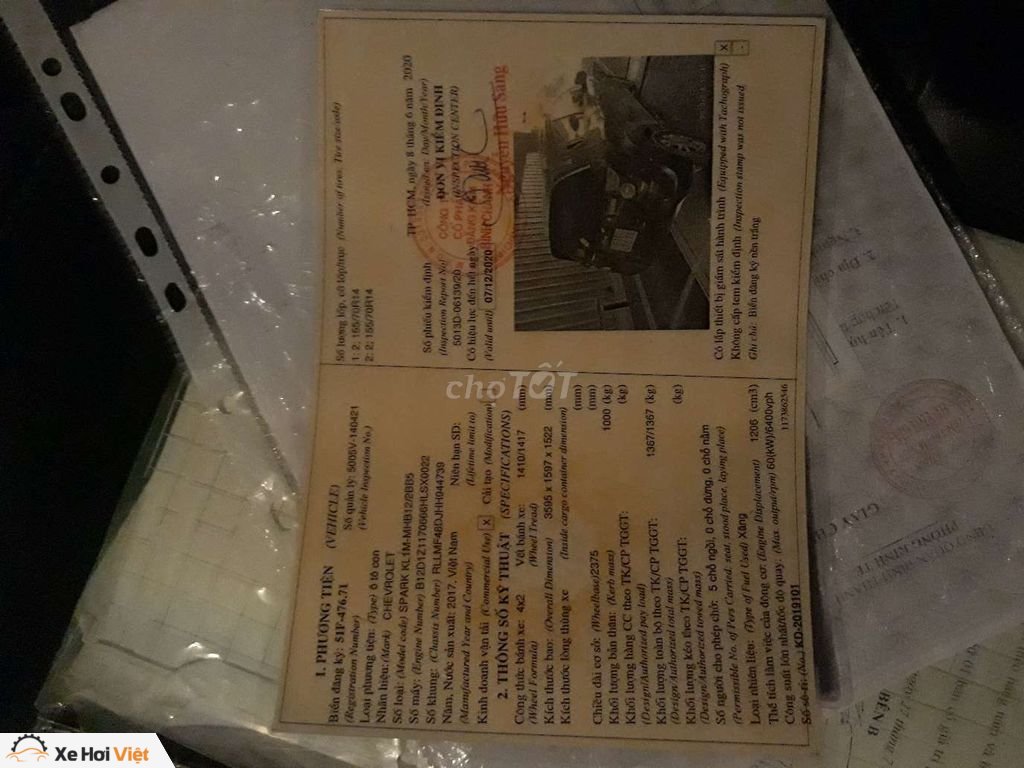 1. PHƯƠNG TIỆN (VEHICLE)
Biển đăng ký: 51F-476.71
Số quản lý: 5005V-140421
(Registration Number)
(Vehicle Inspection No.)
Loại phương tiện: (Type) ô tô con
Nhãn hiệu: (Mark) CHEVROLET
Số loại: (Model code) SPARK KL1M-MHB12/2BB5
Số máy: (Engine Number) B12D1Z1170666HLSX0022
Số khung: (Chassis Number) RLLMF48DJHH044739
Năm, Nước sản xuất: 2017, Việt Nam
Niên hạn SD:
(Manufactured Year and Country)
(Lifetime limit to)
Kinh doanh vận tải (Commercial Use) X Cải tạo (Modification)
2. THÔNG SỐ KỸ THUẬT (SPECIFICATIONS)
Công thức bánh xe: 4x2 Vết bánh xe: 1410/1417 (mm)
(Wheel Formula) (Wheel Tread)
Kích thước bao: (Overall Dimension) 3595 x 1597 x 1522 (mm)
Kích thước lòng thùng xe (Inside cargo container dimension)
(mm)
Chiều dài cơ sở: (Wheelbase) 2375 (mm)
Khối lượng bản thân: (Kerb mass) 1000 (kg)
Khối lượng hàng CC theo TK/CP TGGT: (kg)
(Design/Authorized pay load)
Khối lượng toàn bộ theo TK/CP TGGT: 1367/1367 (kg)
(Design/Authorized total mass)
Khối lượng kéo theo TK/CP TGGT: (kg)
(Design/Authorized towed mass)
Số người cho phép chở: 5 chỗ ngồi, 0 chỗ đứng, 0 chỗ nằm
(Permissible No. of Pers Carried: seat, stood place, laying place)
Loại nhiên liệu: (Type of Fuel Used) Xăng
Thể tích làm việc của động cơ: (Engine Displacement) 1206 (cm3)
Công suất lớn nhất/tốc độ quay: (Max. output/rpm) 60(kW)/6400vph
Số sê-ri: (No.) KD-2019101
1173862546
Số lượng lốp, cỡ lốp/trục (Number of tires, Tire size/axle)
1: 2; 155/70R14
2: 2; 155/70R14
TP. HCM, ngày 8 tháng 6 năm 2020
Số phiếu kiểm định
(Inspection Report No)
5013D-06139/20
ĐƠN VỊ KIỂM ĐỊNH
(INSPECTION CENTER)
Có hiệu lực đến hết ngày
(Valid until) 07/12/2020
Nguyễn Hữu Sang
Có lắp thiết bị giám sát hành trình (Equipped with Tachograph) X
Không cấp tem kiểm định (Inspection stamp was not issued) -
Ghi chú: Biển đăng ký nền trắng
chợ TỐT
Xe Hơi Việt
PHÒNG KINH TẾ
BÊN B